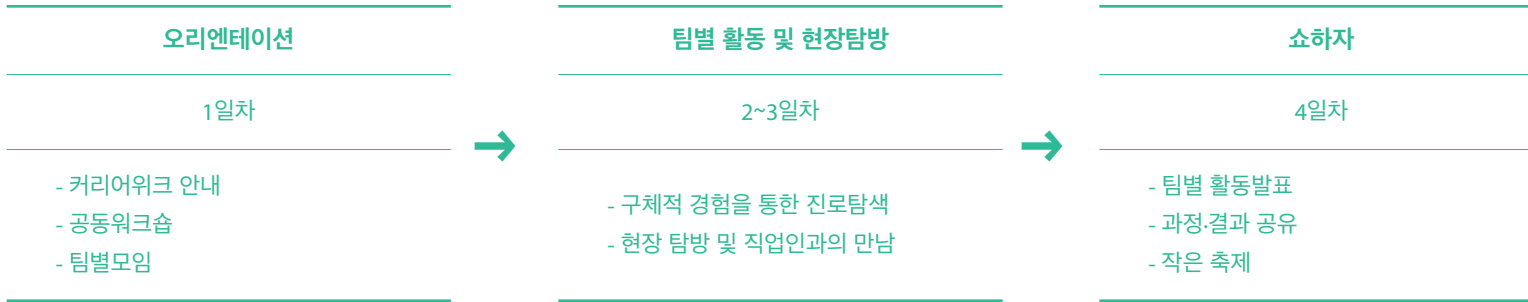 오리엔테이션
1일차
- 커리어위크 안내
- 공동워크숍
- 팀별모임
→
팀별 활동 및 현장탐방
2~3일차
- 구체적 경험을 통한 진로탐색
- 현장 탐방 및 직업인과의 만남
→
쇼하자
4일차
- 팀별 활동발표
- 과정·결과 공유
- 작은 축제